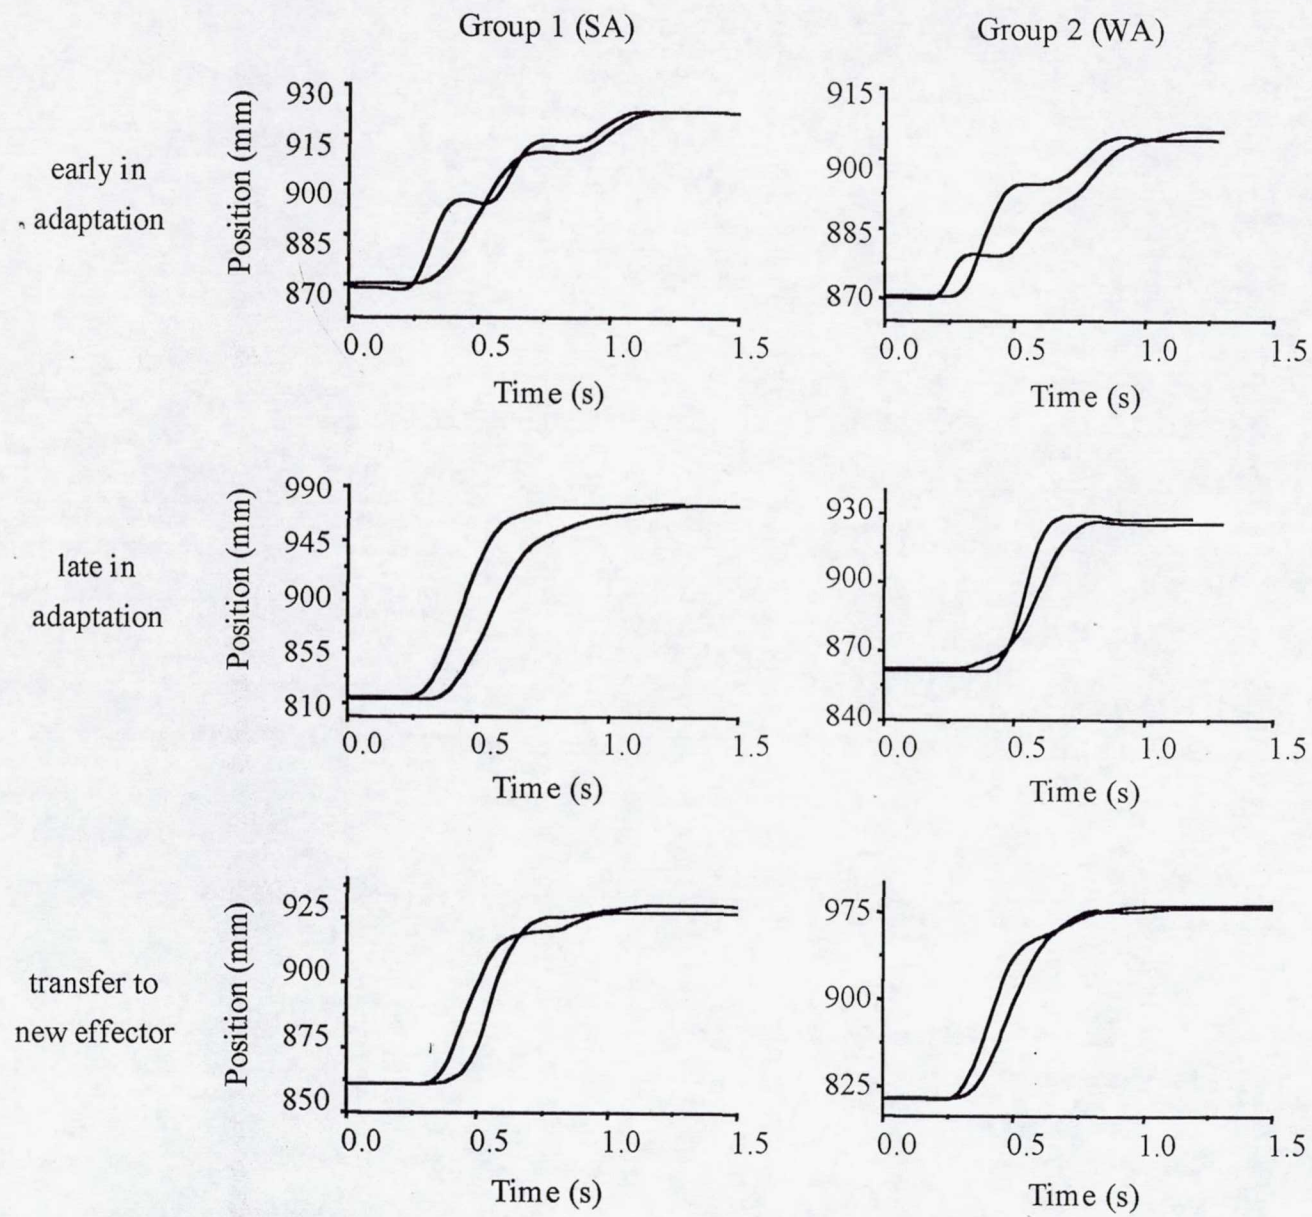 Group 1 (SA)
Group 2 (WA)
early in
adaptation
Position (mm)
930
915
900
885
870
0.0 0.5 1.0 1.5
Time (s)
915
900
885
870
0.0 0.5 1.0 1.5
Time (s)
late in
adaptation
Position (mm)
990
945
900
855
810
0.0 0.5 1.0 1.5
Time (s)
930
900
870
840
0.0 0.5 1.0 1.5
Time (s)
transfer to
new effector
Position (mm)
925
900
875
850
0.0 0.5 1.0 1.5
Time (s)
975
900
825
0.0 0.5 1.0 1.5
Time (s)